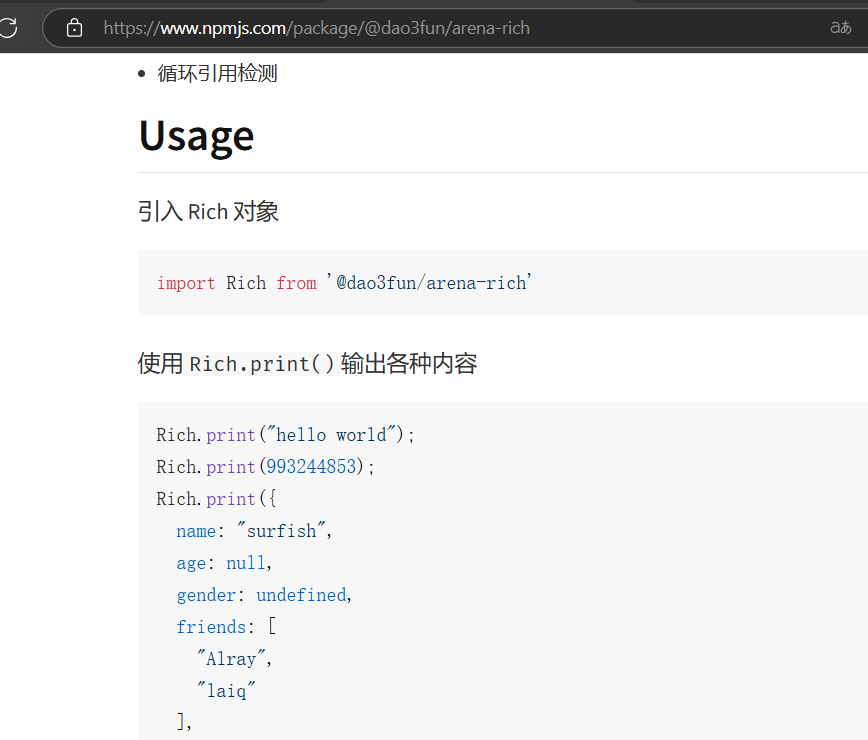 https://www.npmjs.com/package/@dao3fun/arena-rich
aあ
循环引用检测
Usage
引入 Rich 对象
import Rich from '@dao3fun/arena-rich'
使用 Rich.print() 输出各种内容
Rich.print("hello world");
Rich.print(993244853);
Rich.print({
name: "surfish",
age: null,
gender: undefined,
friends: [
"Alray",
"laiq"
],